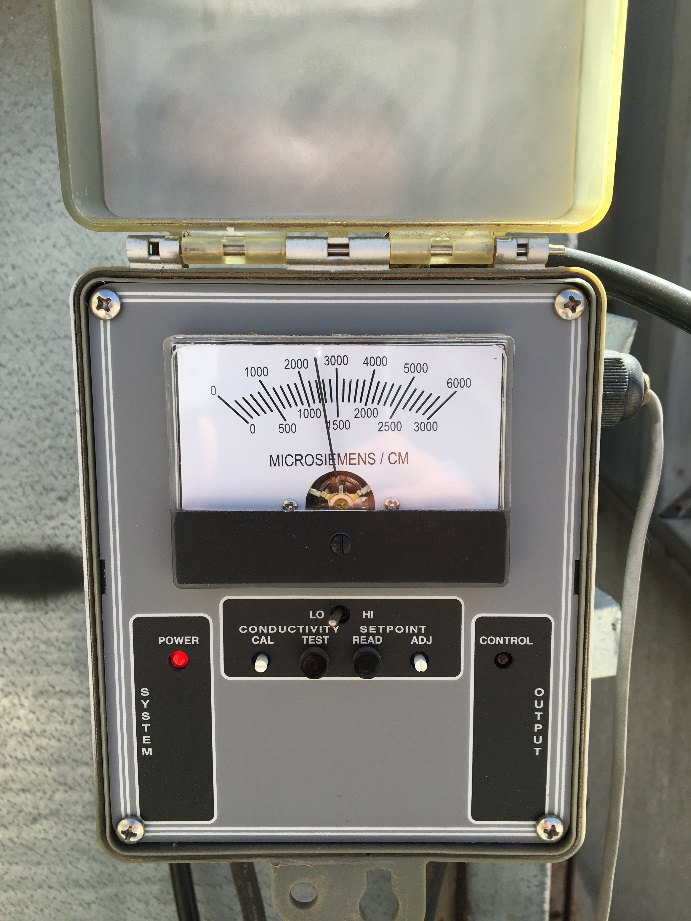 0 1000 2000 3000 4000 5000 6000
0 500 1000 1500 2000 2500 3000
MICROSIEMENS / CM
LO HI
CONDUCTIVITY SETPOINT
CAL TEST READ ADJ
POWER
SYSTEM
CONTROL
OUTPUT